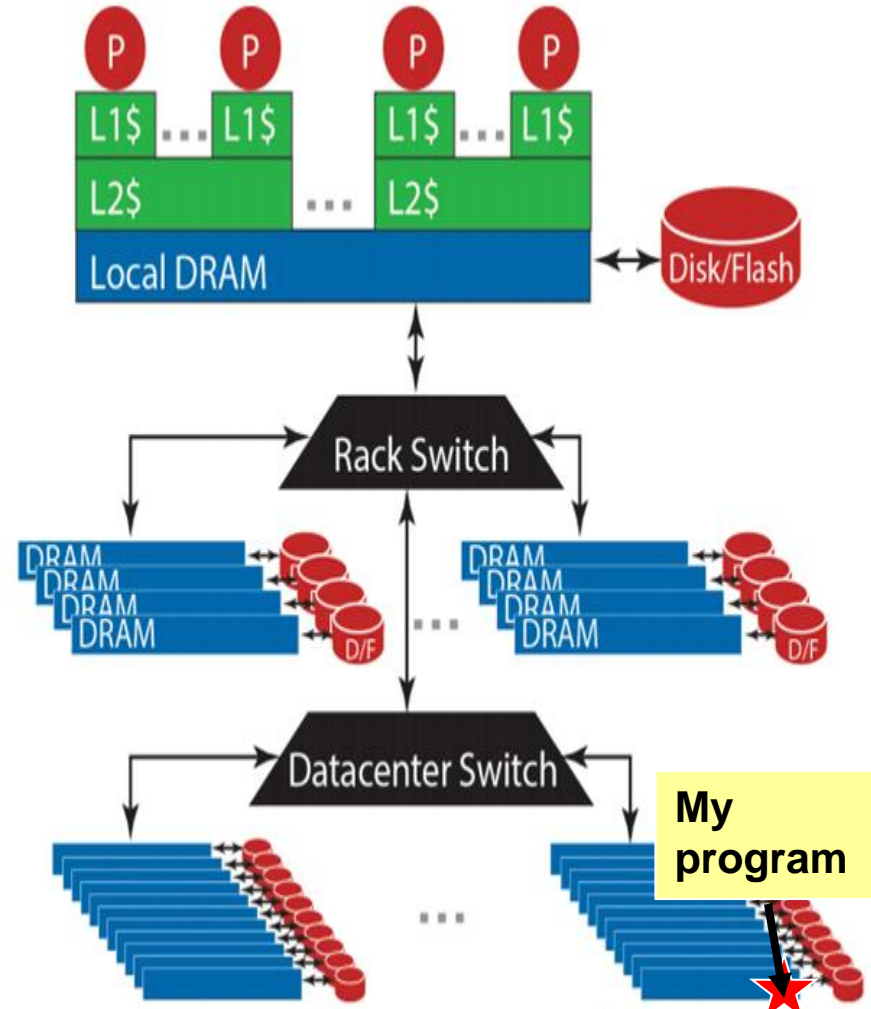 P P P P
L1$ L1$ L1$ L1$
L2$ L2$
Local DRAM
Disk/Flash
Rack Switch
DRAM DRAM
DRAM DRAM
DRAM DRAM
DRAM DRAM
D/F D/F
Datacenter Switch
My
program